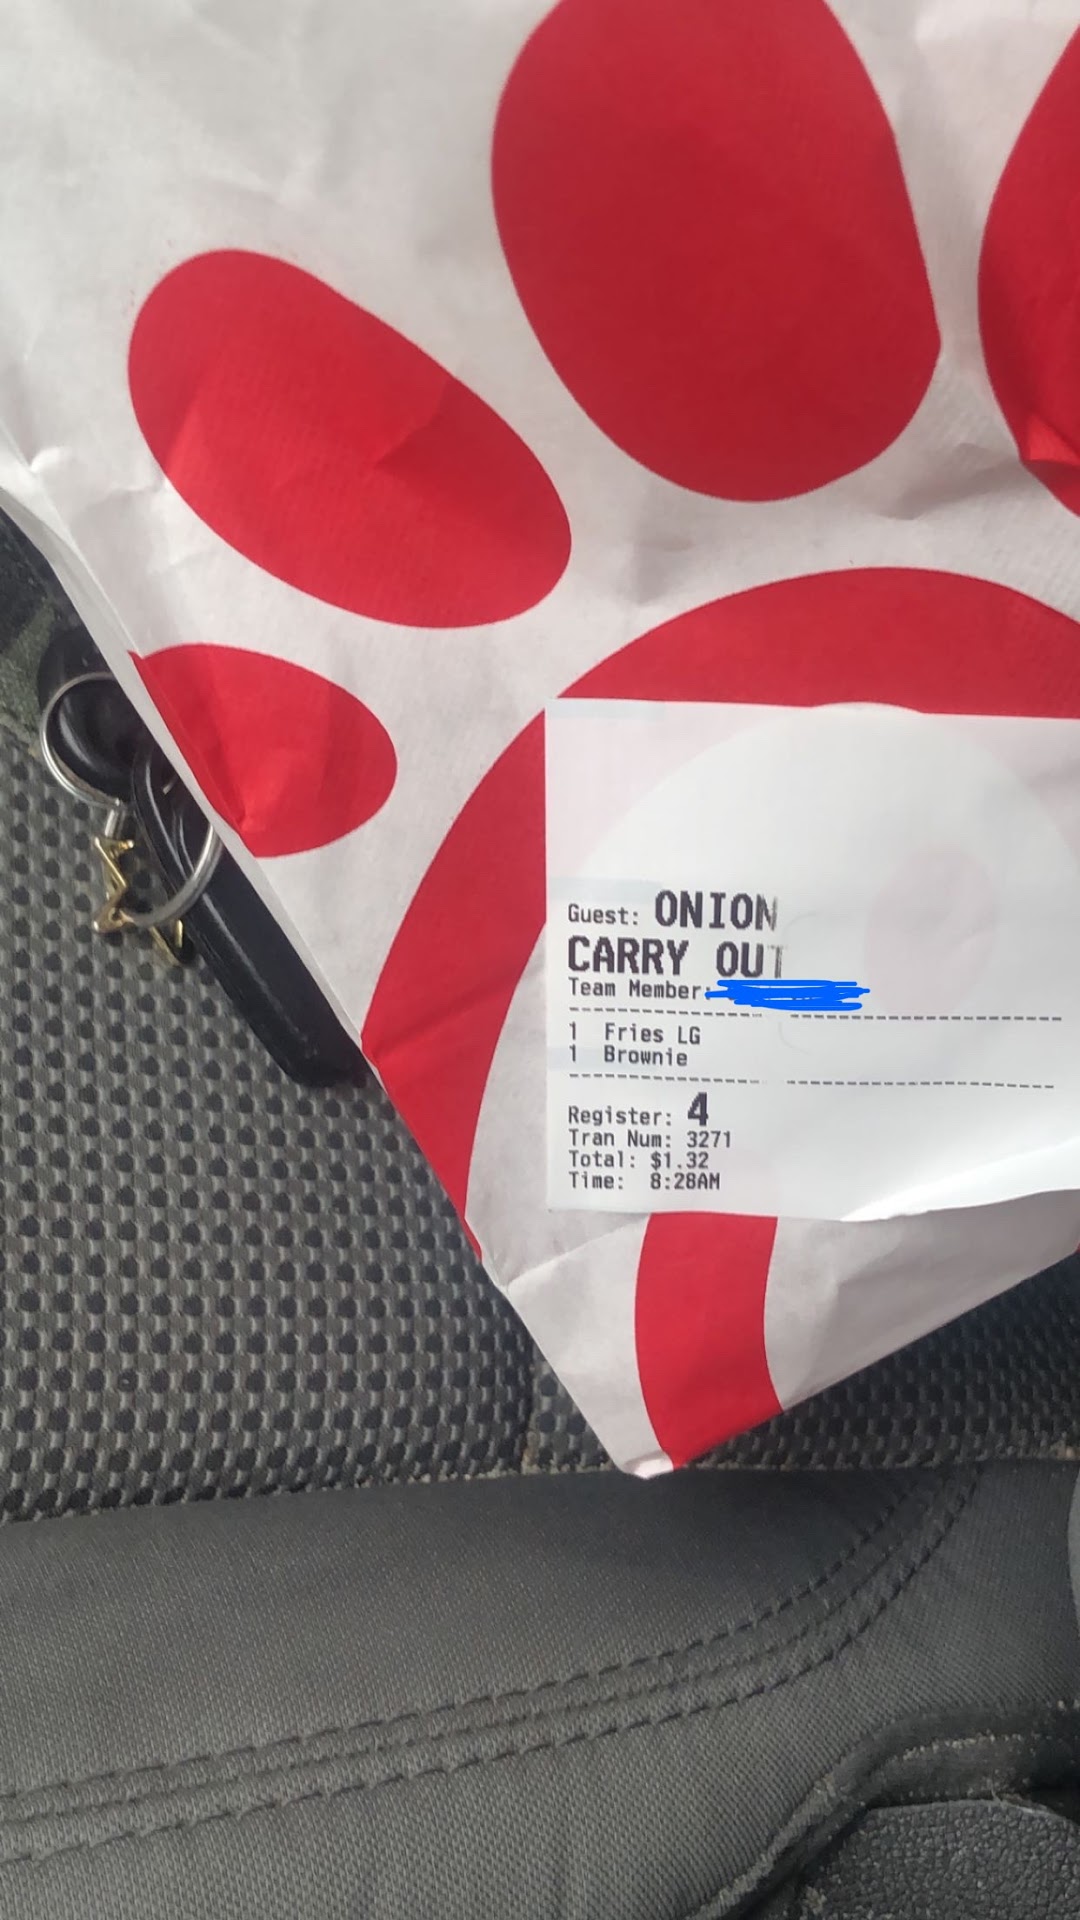 Guest: ONION
CARRY OUT
Team Member:
1 Fries LG
1 Brownie
Register: 4
Tran Num: 3271
Total: $1.32
Time: 8:28AM